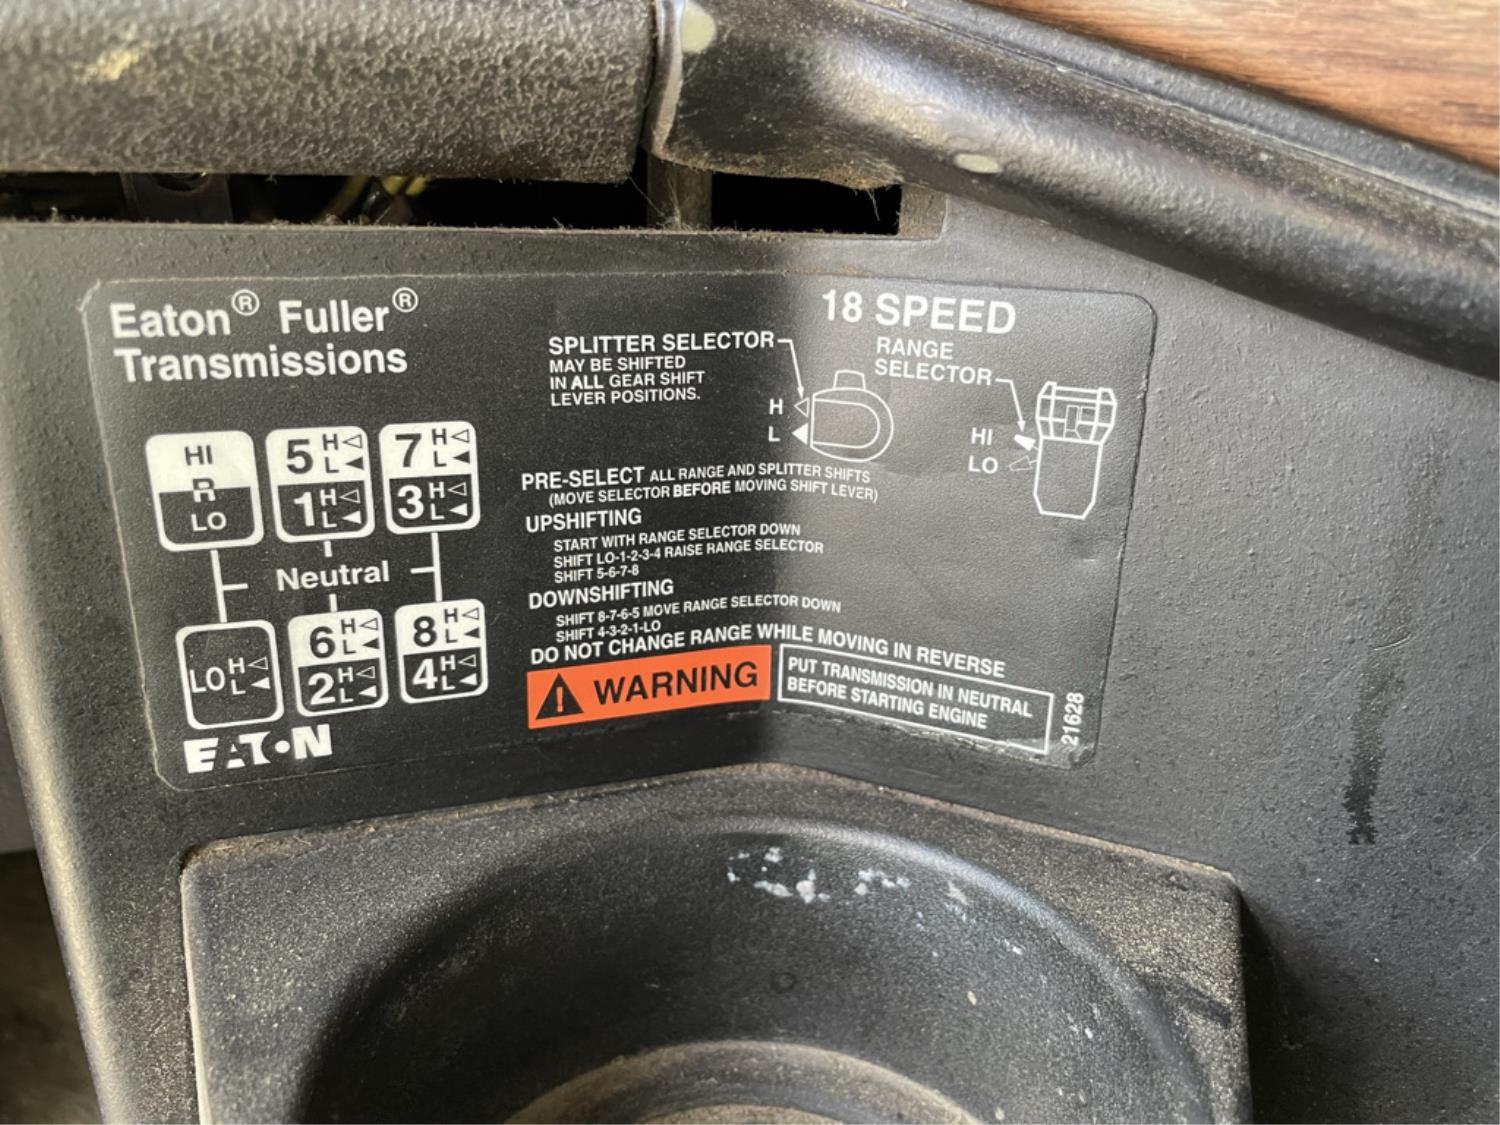 Eaton® Fuller®
Transmissions
18 SPEED
SPLITTER SELECTOR
MAY BE SHIFTED
IN ALL GEAR SHIFT
LEVER POSITIONS.
H
L
RANGE
SELECTOR
HI
LO
HI
R
LO
5 H L
1 H L
7 H L
3 H L
Neutral
LO H L
6 H L
2 H L
8 H L
4 H L
EATON
PRE-SELECT ALL RANGE AND SPLITTER SHIFTS
(MOVE SELECTOR BEFORE MOVING SHIFT LEVER)
UPSHIFTING
START WITH RANGE SELECTOR DOWN
SHIFT LO-1-2-3-4 RAISE RANGE SELECTOR
SHIFT 5-6-7-8
DOWNSHIFTING
SHIFT 8-7-6-5 MOVE RANGE SELECTOR DOWN
SHIFT 4-3-2-1-LO
DO NOT CHANGE RANGE WHILE MOVING IN REVERSE
WARNING
PUT TRANSMISSION IN NEUTRAL
BEFORE STARTING ENGINE
21628